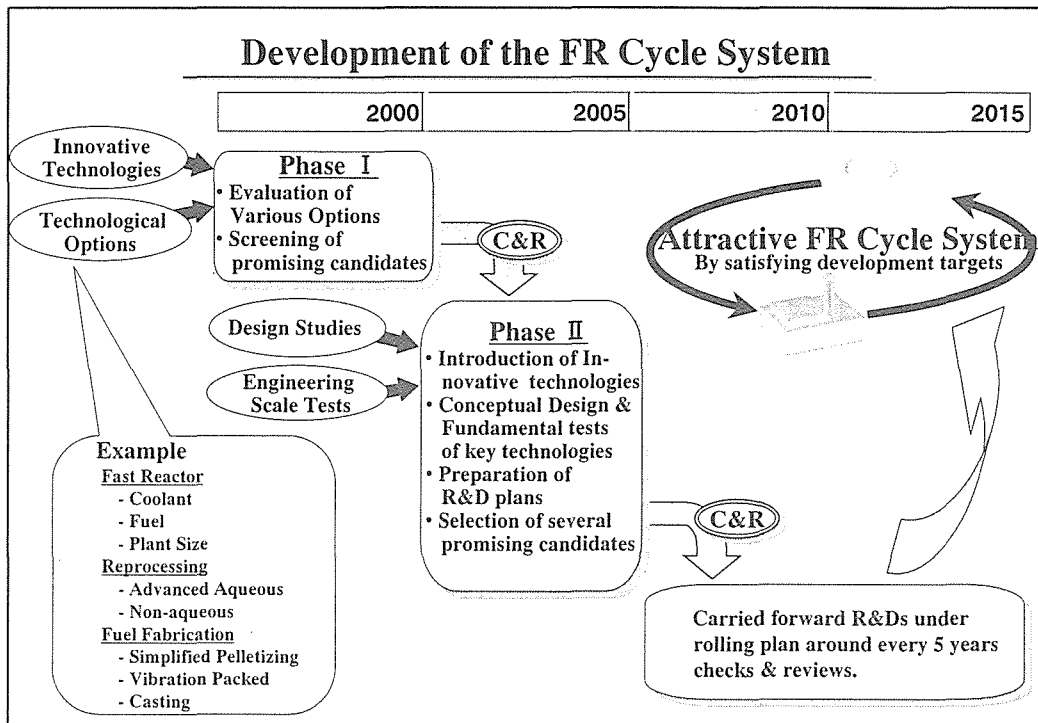 Development of the FR Cycle System
2000 2005 2010 2015
Innovative
Technologies
Technological
Options
Phase Ⅰ
・Evaluation of
Various Options
・Screening of
promising candidates
C&R
Attractive FR Cycle System
By satisfying development targets
Design Studies
Engineering
Scale Tests
Phase Ⅱ
・Introduction of In-
novative technologies
・Conceptual Design &
Fundamental tests
of key technologies
・Preparation of
R&D plans
・Selection of several
promising candidates
C&R
Example
Fast Reactor
- Coolant
- Fuel
- Plant Size
Reprocessing
- Advanced Aqueous
- Non-aqueous
Fuel Fabrication
- Simplified Pelletizing
- Vibration Packed
- Casting
Carried forward R&Ds under
rolling plan around every 5 years
checks & reviews.